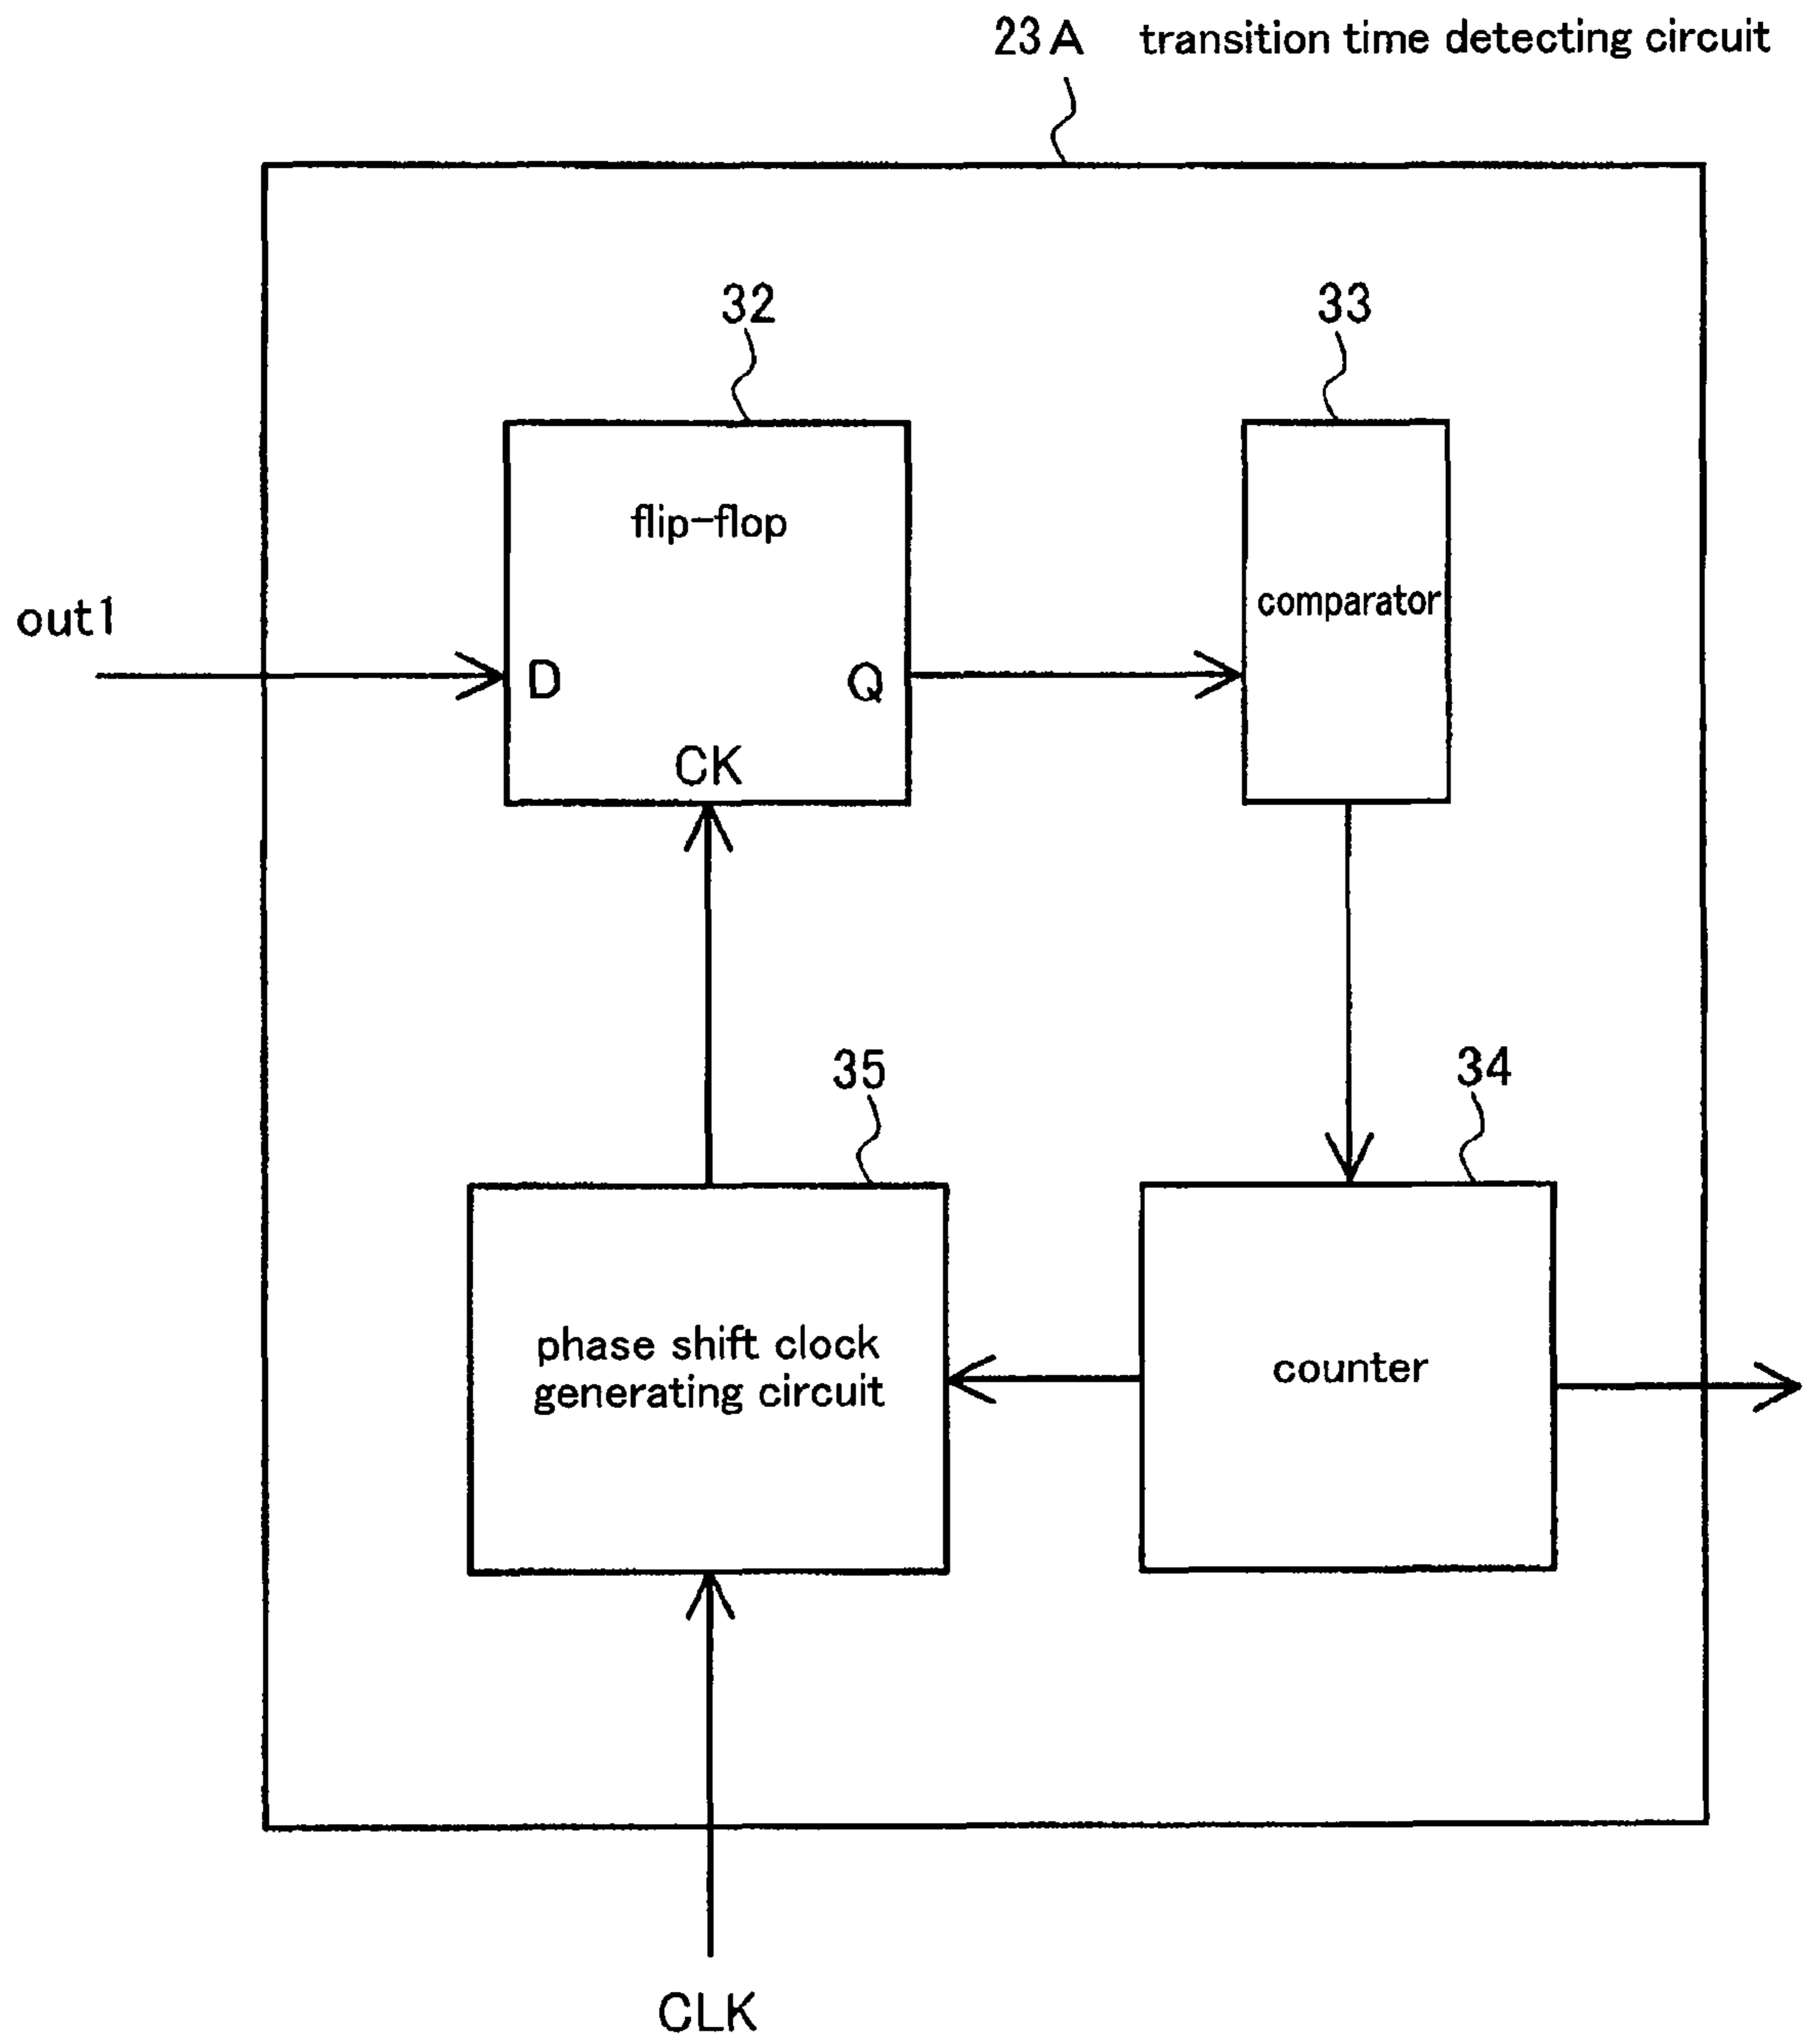 23A transition time detecting circuit
32
33
flip-flop
comparator
out1
D
Q
CK
35
34
phase shift clock
generating circuit
counter
CLK